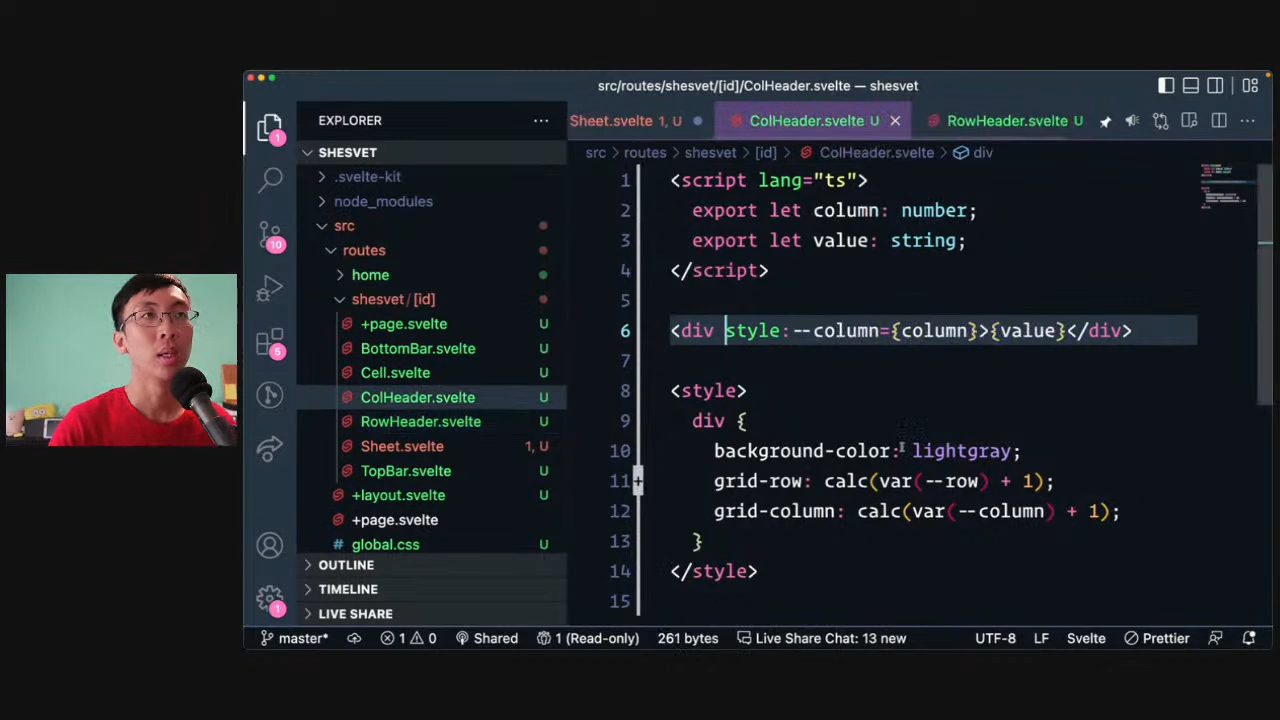 src/routes/shesvet/[id]/ColHeader.svelte — shesvet
EXPLORER
Sheet.svelte 1, U
ColHeader.svelte U
RowHeader.svelte U
SHESVET
src > routes > shesvet > [id] > ColHeader.svelte > div
.svelte-kit
node_modules
src
routes
home
shesvet / [id]
+page.svelte U
BottomBar.svelte U
Cell.svelte U
ColHeader.svelte U
RowHeader.svelte U
Sheet.svelte 1, U
TopBar.svelte U
+layout.svelte U
+page.svelte
global.css U
OUTLINE
TIMELINE
LIVE SHARE
1
10
5
1
1 <script lang="ts">
2 export let column: number;
3 export let value: string;
4 </script>
5
6 <div style:--column={column}>{value}</div>
7
8 <style>
9 div {
10 background-color: lightgray;
11 grid-row: calc(var(--row) + 1);
12 grid-column: calc(var(--column) + 1);
13 }
14 </style>
15
master* 1 0 Shared 1 (Read-only) 261 bytes Live Share Chat: 13 new UTF-8 LF Svelte Prettier